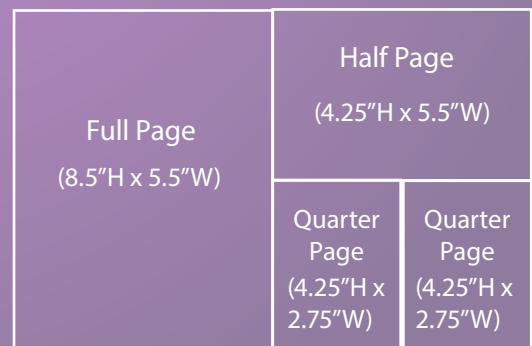 Full Page
(8.5”H x 5.5”W)
Half Page
(4.25”H x 5.5”W)
Quarter
Page
(4.25”H x
2.75”W)
Quarter
Page
(4.25”H x
2.75”W)